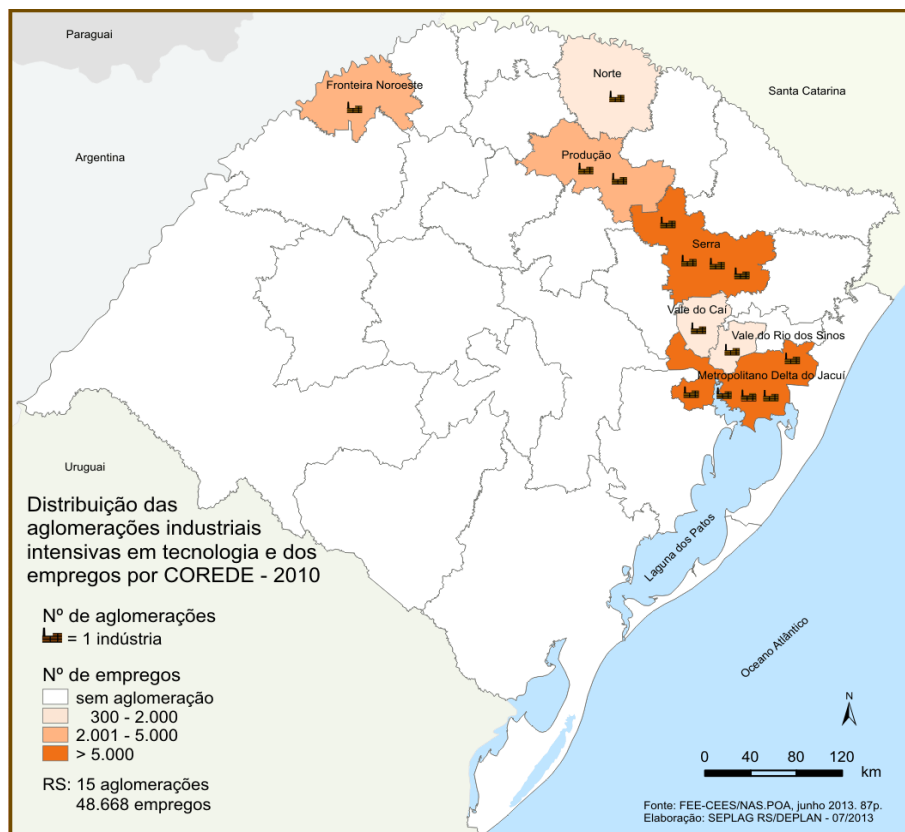 Paraguai
Fronteira Noroeste
Norte
Santa Catarina
Argentina
Produção
Serra
Vale do Caí
Vale do Rio dos Sinos
Metropolitano Delta do Jacuí
Uruguai
Distribuição das
aglomerações industriais
intensivas em tecnologia e dos
empregos por COREDE - 2010
Laguna dos Patos
Oceano Atlântico
Nº de aglomerações
= 1 indústria
Nº de empregos
sem aglomeração
300 - 2.000
2.001 - 5.000
> 5.000
RS: 15 aglomerações
48.668 empregos
N
0 40 80 120
km
Fonte: FEE-CEES/NAS.POA, junho 2013. 87p.
Elaboração: SEPLAG RS/DEPLAN - 07/2013